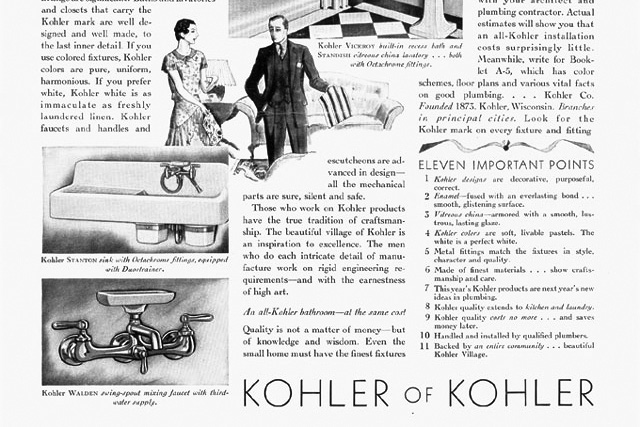 and closets that carry the
Kohler mark are well de-
signed and well made, to
the last inner detail. If you
use colored fixtures, Kohler
colors are pure, uniform,
harmonious. If you prefer
white, Kohler white is as
immaculate as freshly
laundered linen. Kohler
faucets and handles and
Kohler STANTON sink with Octachrome fittings, equipped
with Duostrainer.
Kohler WALDEN swing-spout mixing faucet with third-
water supply.
Kohler VICEROY built-in recess bath and
STANDISH vitreous china lavatory . . . both
with Octachrome fittings.
escutcheons are ad-
vanced in design—
all the mechanical
parts are sure, silent and safe.
Those who work on Kohler products
have the true tradition of craftsman-
ship. The beautiful village of Kohler is
an inspiration to excellence. The men
who do each intricate detail of manu-
facture work on rigid engineering re-
quirements—and with the earnestness
of high art.
An all-Kohler bathroom—at the same cost
Quality is not a matter of money—but
of knowledge and wisdom. Even the
small home must have the finest fixtures
with your architect and
plumbing contractor. Actual
estimates will show you that
an all-Kohler installation
costs surprisingly little.
Meanwhile, write for Book-
let A-5, which has color
schemes, floor plans and various vital facts
on good plumbing. . . . Kohler Co.
Founded 1873. Kohler, Wisconsin. Branches
in principal cities. Look for the
Kohler mark on every fixture and fitting
ELEVEN IMPORTANT POINTS
1 Kohler designs are decorative, purposeful,
correct.
2 Enamel—fused with an everlasting bond . . .
smooth, glistening surface.
3 Vitreous china—armored with a smooth, lus-
trous, lasting glaze.
4 Kohler colors are soft, livable pastels. The
white is a perfect white.
5 Metal fittings match the fixtures in style,
character and quality.
6 Made of finest materials . . . show crafts-
manship and care.
7 This year's Kohler products are next year's new
ideas in plumbing.
8 Kohler quality extends to kitchen and laundry.
9 Kohler quality costs no more . . . and saves
money later.
10 Handled and installed by qualified plumbers.
11 Backed by an entire community . . . beautiful
Kohler Village.
KOHLER OF KOHLER